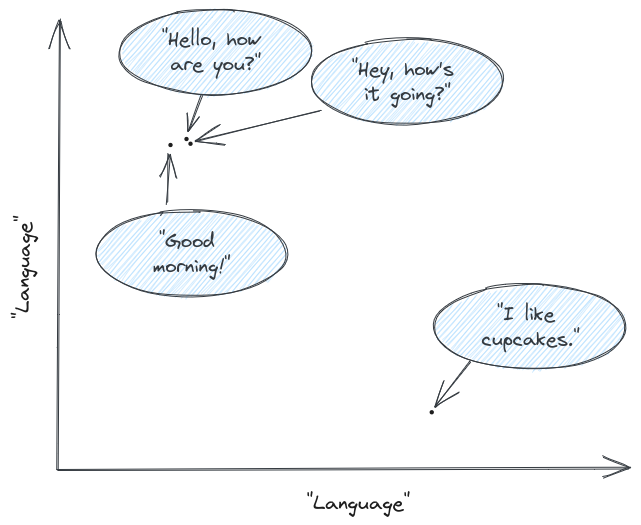 "Hello, how
are you?"
"Hey, how's
it going?"
"Good
morning!"
"Language"
"I like
cupcakes."
"Language"